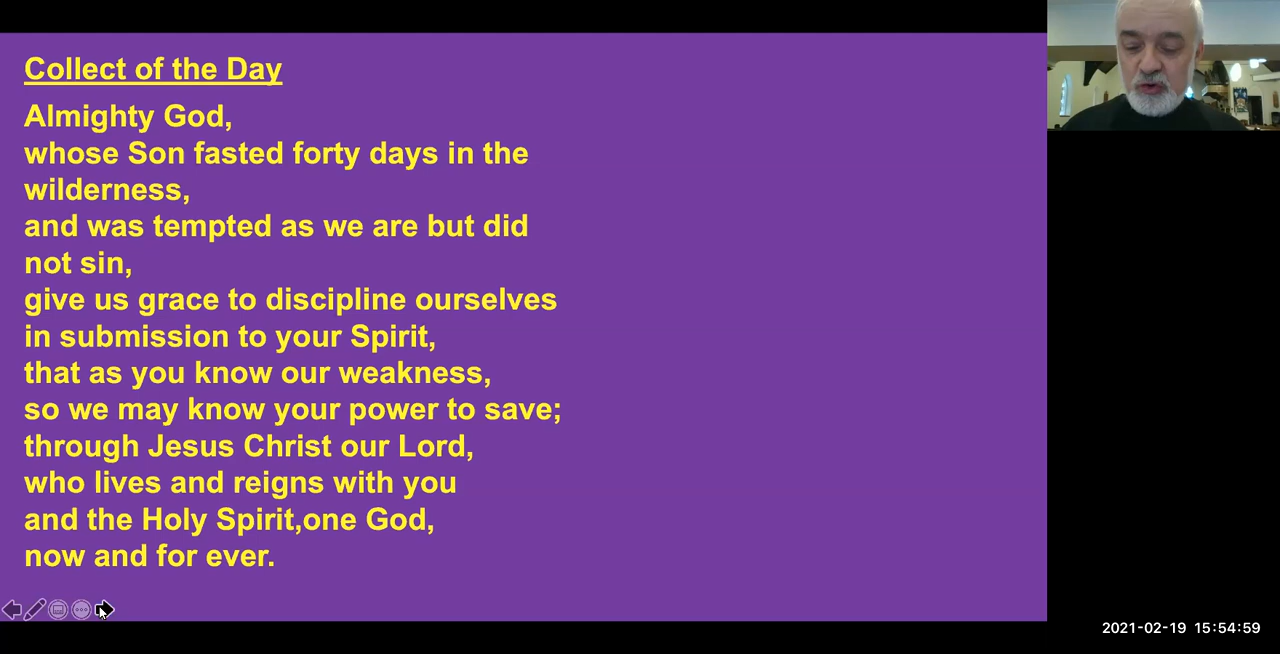 Collect of the Day
Almighty God,
whose Son fasted forty days in the
wilderness,
and was tempted as we are but did
not sin,
give us grace to discipline ourselves
in submission to your Spirit,
that as you know our weakness,
so we may know your power to save;
through Jesus Christ our Lord,
who lives and reigns with you
and the Holy Spirit,one God,
now and for ever.
2021-02-19 15:54:59